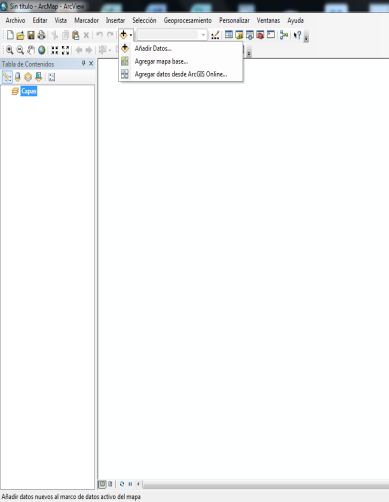 Sin título - ArcMap - ArcView
Archivo Editar Vista Marcador Insertar Selección Geoprocesamiento Personalizar Ventanas Ayuda
Añadir Datos...
Agregar mapa base...
Agregar datos desde ArcGIS Online...
Tabla de Contenidos
Capas
Añadir datos nuevos al marco de datos activo del mapa